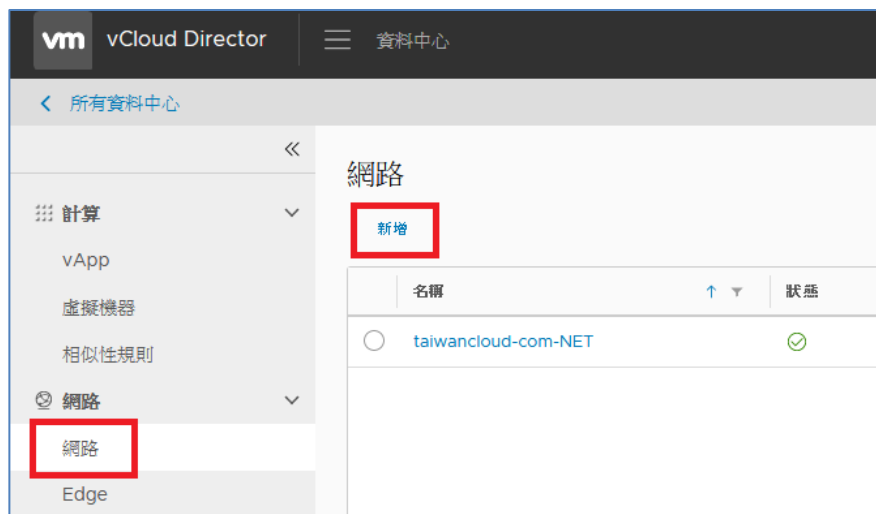 vm vCloud Director 資料中心
所有資料中心
網路
計算
新增
vApp
名稱 狀態
虛擬機器
taiwancloud-com-NET
相似性規則
網路
網路
Edge